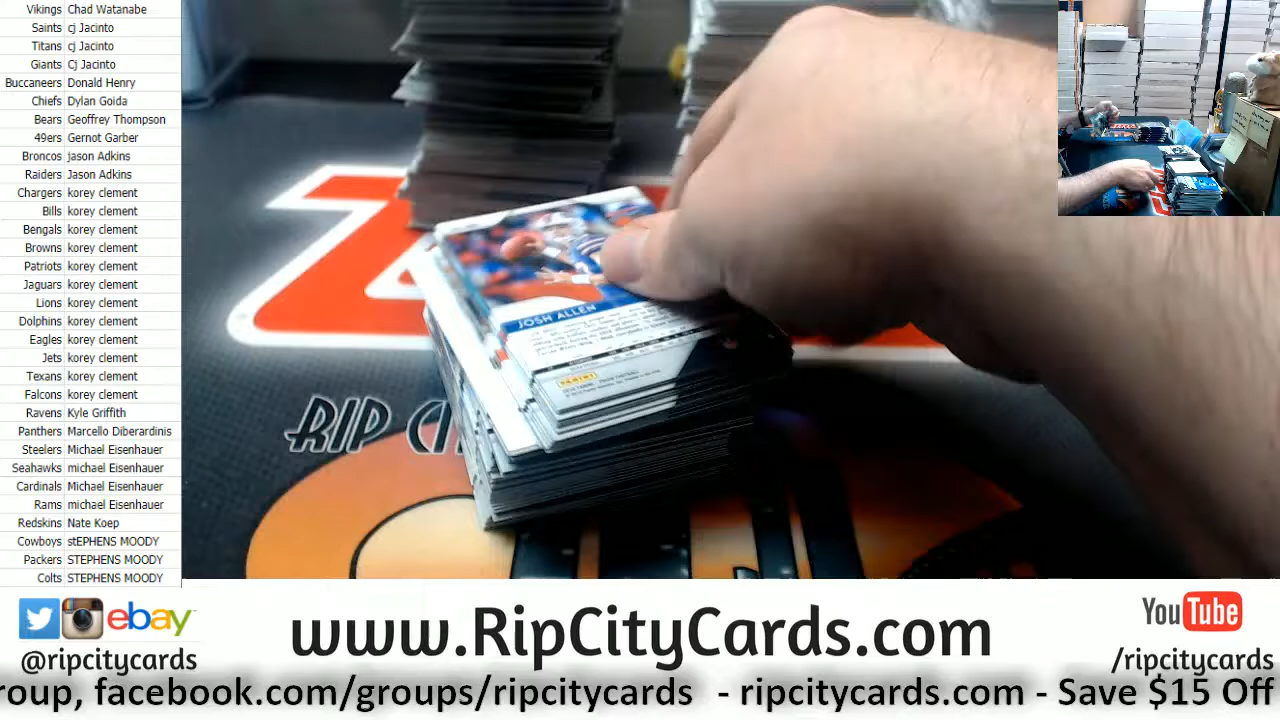 Vikings Chad Watanabe
Saints cj Jacinto
Titans cj Jacinto
Giants Cj Jacinto
Buccaneers Donald Henry
Chiefs Dylan Goida
Bears Geoffrey Thompson
49ers Gernot Garber
Broncos jason Adkins
Raiders Jason Adkins
Chargers korey clement
Bills korey clement
Bengals korey clement
Browns korey clement
Patriots korey clement
Jaguars korey clement
Lions korey clement
Dolphins korey clement
Eagles korey clement
Jets korey clement
Texans korey clement
Falcons korey clement
Ravens Kyle Griffith
Panthers Marcello Diberardinis
Steelers Michael Eisenhauer
Seahawks michael Eisenhauer
Cardinals Michael Eisenhauer
Rams michael Eisenhauer
Redskins Nate Koep
Cowboys stEPHENS MOODY
Packers STEPHENS MOODY
Colts STEPHENS MOODY
JOSH ALLEN
PANINI
RIP CI
ebay
@ripcitycards
www.RipCityCards.com
YouTube
/ripcitycards
roup, facebook.com/groups/ripcitycards - ripcitycards.com - Save $15 Off